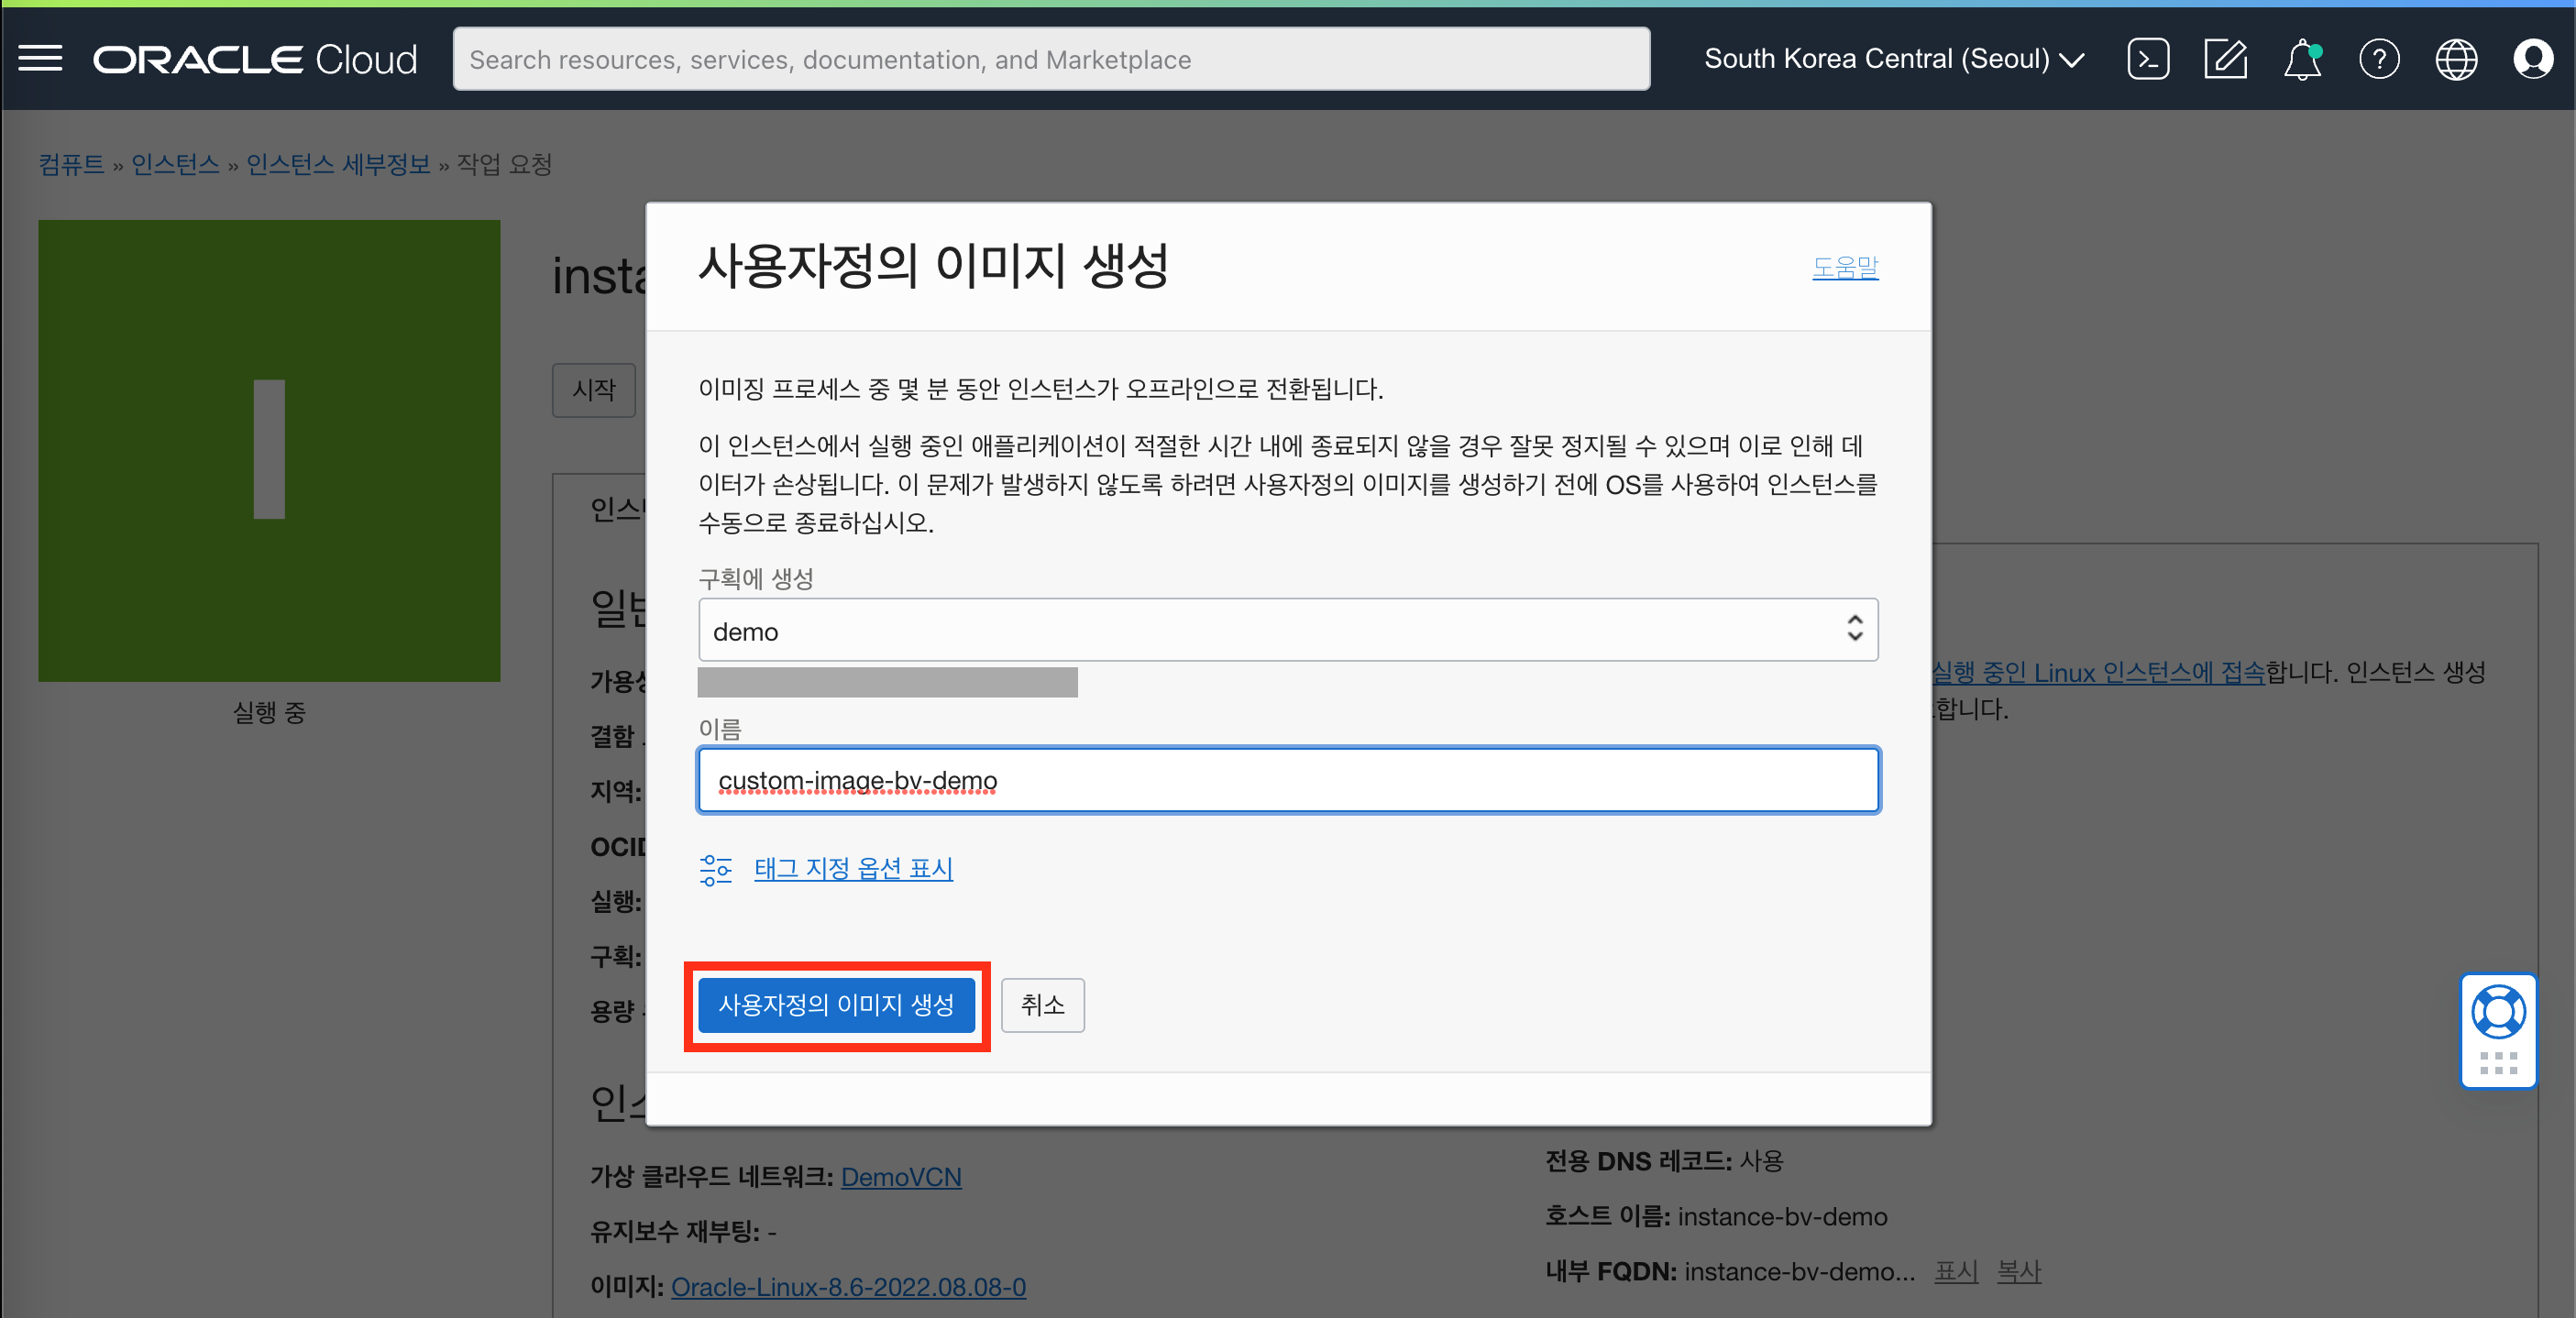 ORACLE Cloud
Search resources, services, documentation, and Marketplace
South Korea Central (Seoul)
컴퓨트 » 인스턴스 » 인스턴스 세부정보 » 작업 요청
I
실행 중
시작
사용자정의 이미지 생성
도움말
이미징 프로세스 중 몇 분 동안 인스턴스가 오프라인으로 전환됩니다.
이 인스턴스에서 실행 중인 애플리케이션이 적절한 시간 내에 종료되지 않을 경우 잘못 정지될 수 있으며 이로 인해 데
이터가 손상됩니다. 이 문제가 발생하지 않도록 하려면 사용자정의 이미지를 생성하기 전에 OS를 사용하여 인스턴스를
수동으로 종료하십시오.
구획에 생성
demo
이름
custom-image-bv-demo
태그 지정 옵션 표시
사용자정의 이미지 생성
취소
결함
지역:
OCID
실행:
구획:
용량
실행 중인 Linux 인스턴스에 접속합니다. 인스턴스 생성
합니다.
가상 클라우드 네트워크: DemoVCN
유지보수 재부팅: -
이미지: Oracle-Linux-8.6-2022.08.08-0
전용 DNS 레코드: 사용
호스트 이름: instance-bv-demo
내부 FQDN: instance-bv-demo... 표시 복사